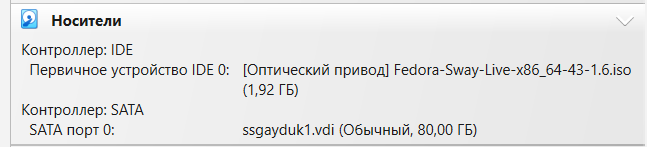 Носители
Контроллер: IDE
Первичное устройство IDE 0: [Оптический привод] Fedora-Sway-Live-x86_64-43-1.6.iso
(1,92 ГБ)
Контроллер: SATA
SATA порт 0: ssgayduk1.vdi (Обычный, 80,00 ГБ)